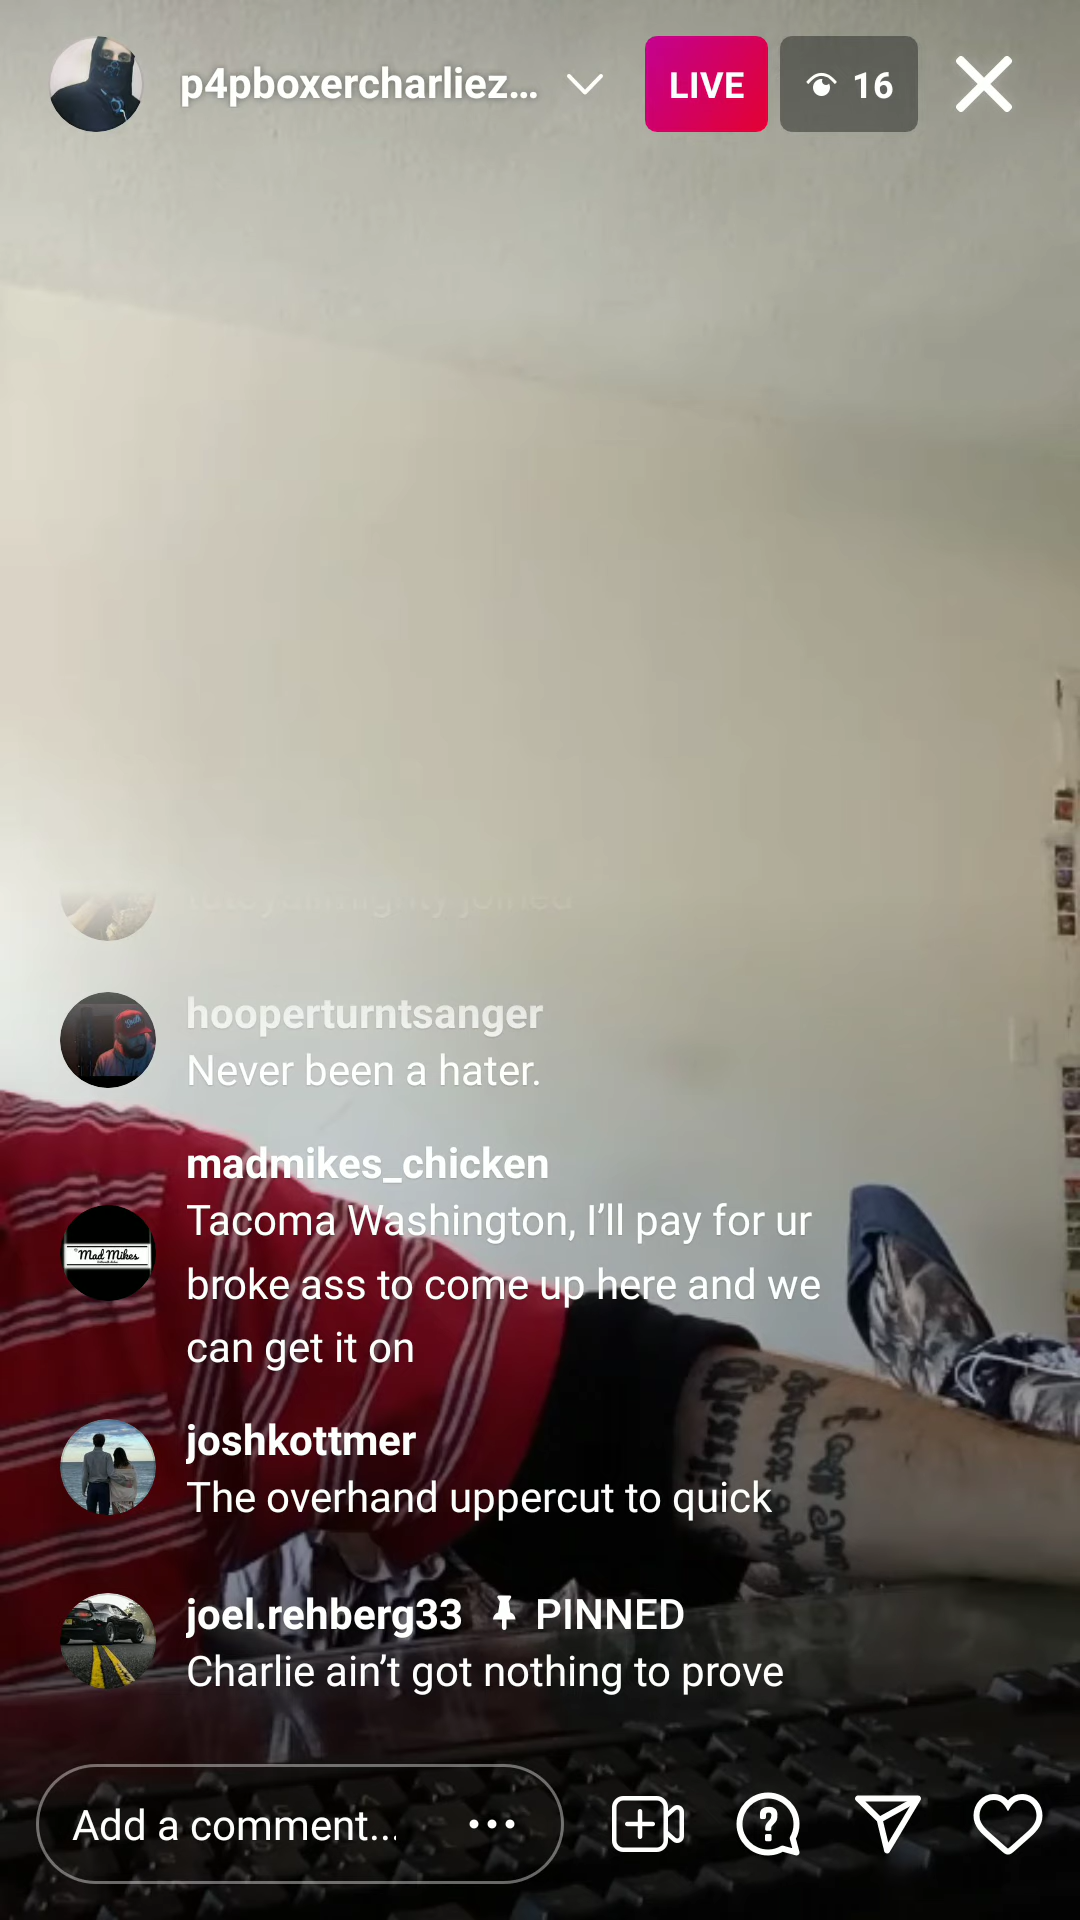 p4pboxercharliez...
LIVE
16
hooperturntsanger
Never been a hater.
madmikes_chicken
Tacoma Washington, I’ll pay for ur
broke ass to come up here and we
can get it on
Mad Mikes
joshkottmer
The overhand uppercut to quick
joel.rehberg33 PINNED
Charlie ain’t got nothing to prove
Add a comment...